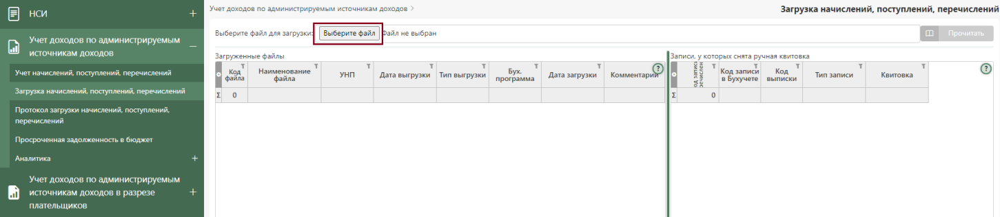 НСИ
Учет доходов по администрируемым
источникам доходов
Учет начислений, поступлений, перечислений
Загрузка начислений, поступлений, перечислений
Протокол загрузки начислений, поступлений,
перечислений
Просроченная задолженность в бюджет
Аналитика
Учет доходов по администрируемым
источникам доходов в разрезе
плательщиков
Учет доходов по администрируемым источникам доходов >
Загрузка начислений, поступлений, перечислений
Выберите файл для загрузки: Выберите файл Файл не выбран
Прочитать
Загруженные файлы
Код
файла
Наименование
файла
УНП
Дата выгрузки
Тип выгрузки
Бух.
программа
Дата загрузки
Комментарий
?
Σ 0
Записи, у которых снята ручная квитовка
Код записи
в Бухучете
Код
выписки
Тип записи
Квитовка
?
Σ 0